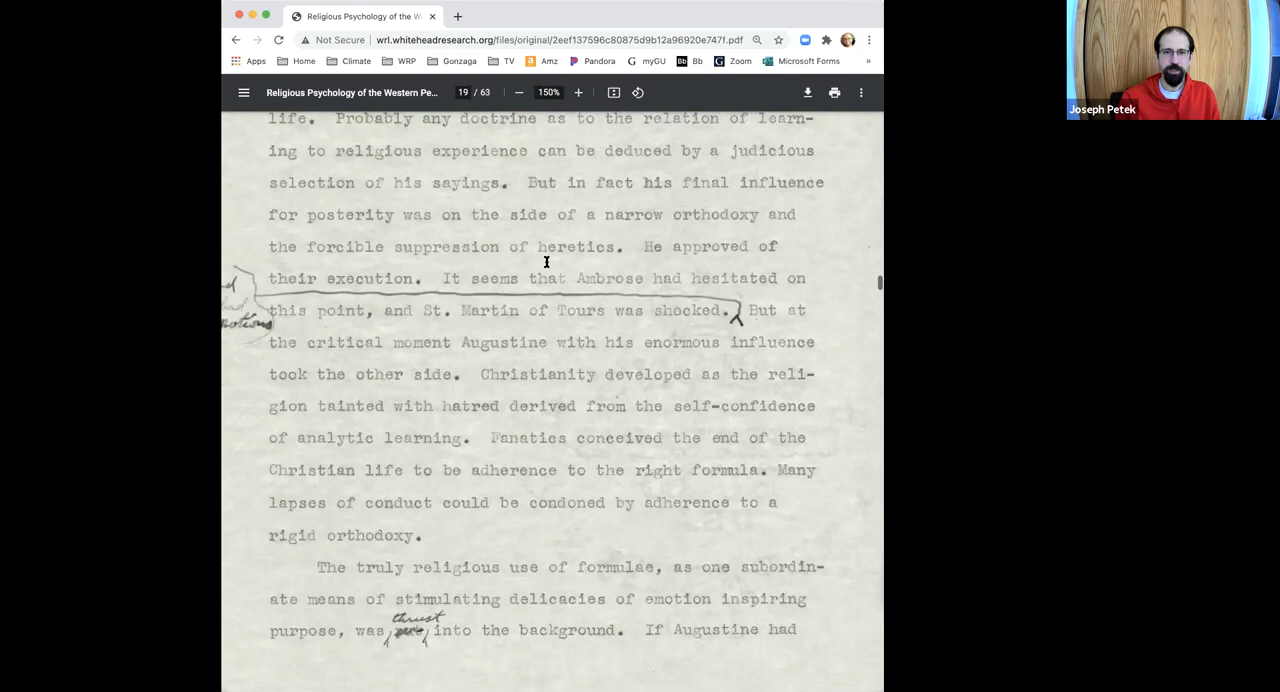 Religious Psychology of the W
Not Secure wrl.whiteheadresearch.org/files/original/2eef137596c80875d9b12a96920e747f.pdf
Apps Home Climate WRP Gonzaga TV Amz Pandora myGU Bb Zoom Microsoft Forms »
Religious Psychology of the Western Pe... 19 / 63 150%
Joseph Petek
life. Probably any doctrine as to the relation of learn-
ing to religious experience can be deduced by a judicious
selection of his sayings. But in fact his final influence
for posterity was on the side of a narrow orthodoxy and
the forcible suppression of heretics. He approved of
their execution. It seems that Ambrose had hesitated on
this point, and St. Martin of Tours was shocked. But at
the critical moment Augustine with his enormous influence
took the other side. Christianity developed as the reli-
gion tainted with hatred derived from the self-confidence
of analytic learning. Fanatics conceived the end of the
Christian life to be adherence to the right formula. Many
lapses of conduct could be condoned by adherence to a
rigid orthodoxy.
The truly religious use of formulae, as one subordin-
ate means of stimulating delicacies of emotion inspiring
thrust
purpose, was into the background. If Augustine had